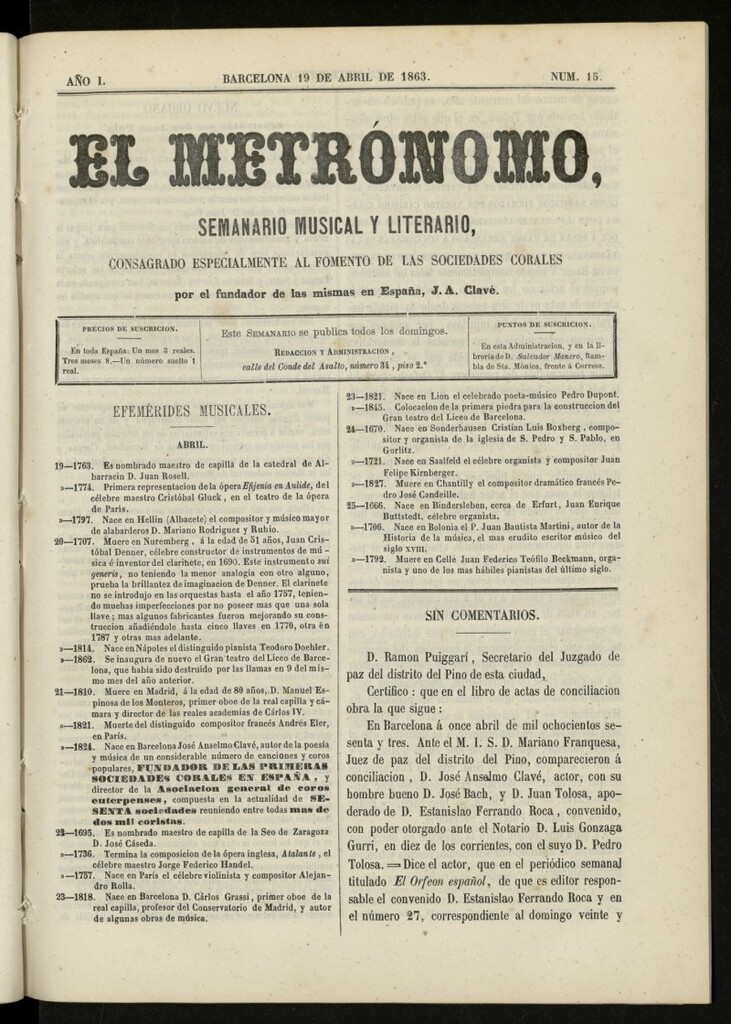 AÑO I.
BARCELONA 19 DE ABRIL DE 1863.
NUM. 15.
EL METRÓNOMO,
SEMANARIO MUSICAL Y LITERARIO,
CONSAGRADO ESPECIALMENTE AL FOMENTO DE LAS SOCIEDADES CORALES
por el fundador de las mismas en España, J. A. Clavé.
PRECIOS DE SUSCRICION.
En toda España: Un mes 3 reales.
Tres meses 8.—Un número suelto 1
real.
Este SEMANARIO se publica todos los domingos.
REDACCION Y ADMINISTRACION,
calle del Conde del Asalto, número 34, piso 2.º
PUNTOS DE SUSCRICION.
En esta Administracion, y en la li-
brería de D. Salvador Manero, Ram-
bla de Sta. Mónica, frente á Correos.
EFEMÉRIDES MUSICALES.
ABRIL.
19—1763. Es nombrado maestro de capilla de la catedral de Al-
barracin D. Juan Rosell.
»—1774. Primera representacion de la ópera Efijenia en Aulide, del
célebre maestro Cristóbal Gluck, en el teatro de la ópera
de Paris.
»—1797. Nace en Hellin (Albacete) el compositor y músico mayor
de alabarderos D. Mariano Rodriguez y Rubio.
20—1707. Muere en Nuremberg, á la edad de 51 años, Juan Cris-
tóbal Denner, célebre constructor de instrumentos de mú-
sica é inventor del clarinete, en 1690. Este instrumento sui
generis, no teniendo la menor analogía con otro alguno,
prueba la brillantez de imaginacion de Denner. El clarinete
no se introdujo en las orquestas hasta el año 1757, tenien-
do muchas imperfecciones por no poseer mas que una sola
llave; mas algunos fabricantes fueron mejorando su cons-
truccion añadiéndole hasta cinco llaves en 1770, otra en
1787 y otras mas adelante.
»—1814. Nace en Nápoles el distinguido pianista Teodoro Doehler.
»—1862. Se inaugura de nuevo el Gran teatro del Liceo de Barce-
lona, que habia sido destruido por las llamas en 9 del mis-
mo mes del año anterior.
21—1810. Muere en Madrid, á la edad de 80 años, D. Manuel Es-
pinosa de los Monteros, primer oboe de la real capilla y cá-
mara y director de las reales academias de Cárlos IV.
»—1821. Muerte del distinguido compositor francés Andrés Eler,
en París.
»—1824. Nace en Barcelona José Anselmo Clavé, autor de la poesía
y música de un considerable número de canciones y coros
populares, FUNDADOR DE LAS PRIMERAS
SOCIEDADES CORALES EN ESPAÑA, y
director de la Asociacion general de coros
euterpenses, compuesta en la actualidad de SE-
SENTA sociedades reuniendo entre todas mas de
dos mil coristas.
22—1695. Es nombrado maestro de capilla de la Seo de Zaragoza
D. José Cáseda.
»—1736. Termina la composicion de la ópera inglesa, Atalante, el
célebre maestro Jorge Federico Handel.
»—1757. Nace en París el célebre violinista y compositor Alejan-
dro Rolla.
23—1818. Nace en Barcelona D. Cárlos Grassi, primer oboe de la
real capilla, profesor del Conservatorio de Madrid, y autor
de algunas obras de música.
23—1821. Nace en Lion el celebrado poeta-músico Pedro Dupont.
»—1845. Colocacion de la primera piedra para la construccion del
Gran teatro del Liceo de Barcelona.
24—1670. Nace en Sonderhausen Cristian Luis Boxberg, compo-
sitor y organista de la iglesia de S. Pedro y S. Pablo, en
Gorlitz.
»—1721. Nace en Saalfeld el célebre organista y compositor Juan
Felipe Kirnberger.
»—1827. Muere en Chantilly el compositor dramático francés Pe-
dro José Candeille.
25—1666. Nace en Bindersleben, cerca de Erfurt, Juan Enrique
Buttstedt, célebre organista.
»—1706. Nace en Bolonia el P. Juan Bautista Martini, autor de la
Historia de la música, el mas erudito escritor músico del
siglo XVIII.
»—1792. Muere en Celle Juan Federico Teófilo Beckmann, orga-
nista y uno de los mas hábiles pianistas del último siglo.
SIN COMENTARIOS.
D. Ramon Puiggarí, Secretario del Juzgado de
paz del distrito del Pino de esta ciudad,
Certifico: que en el libro de actas de conciliacion
obra la que sigue:
En Barcelona á once abril de mil ochocientos se-
senta y tres. Ante el M. I. S. D. Mariano Franquesa,
Juez de paz del distrito del Pino, comparecieron á
conciliacion, D. José Anselmo Clavé, actor, con su
hombre bueno D. José Bach, y D. Juan Tolosa, apo-
derado de D. Estanislao Ferrando Roca, convenido,
con poder otorgado ante el Notario D. Luis Gonzaga
Gurri, en diez de los corrientes, con el suyo D. Pedro
Tolosa.=Dice el actor, que en el periódico semanal
titulado El Orfeon español, de que es editor respon-
sable el convenido D. Estanislao Ferrando Roca y en
el número 27, correspondiente al domingo veinte y